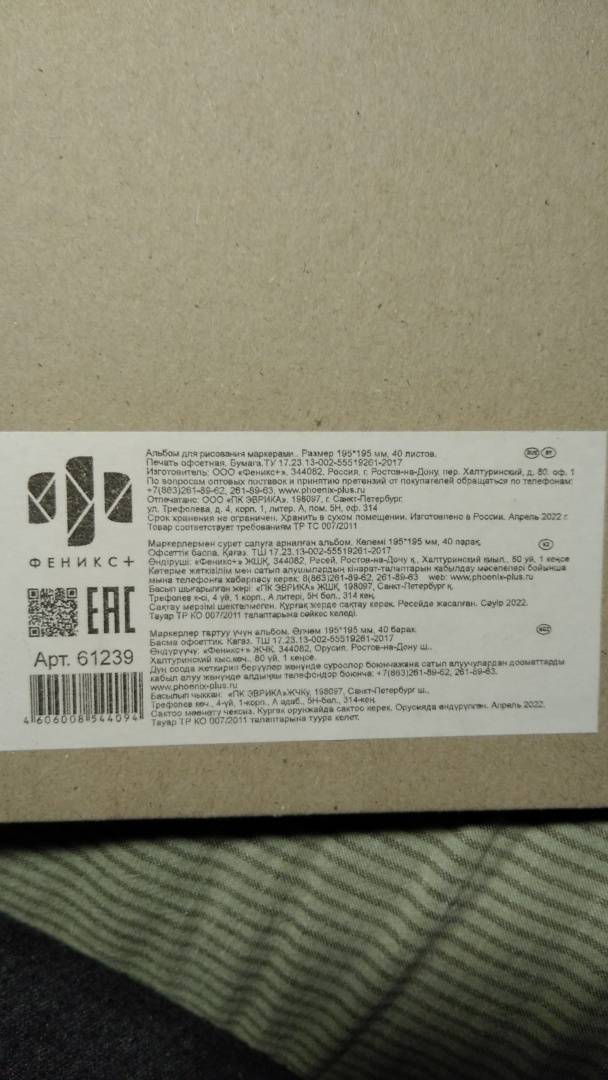 Альбом для рисования маркерами.. Размер 195*195 мм, 40 листов.
RUS BY
Печать офсетная. Бумага.ТУ 17.23.13-002-55519261-2017
Изготовитель: ООО «Феникс+», 344082, Россия, г. Ростов-на-Дону, пер. Халтуринский, д. 80, оф. 1
По вопросам оптовых поставок и принятию претензий от покупателей обращаться по телефонам:
+7(863)261-89-62, 261-89-63, www.phoenix-plus.ru
Отпечатано: ООО «ПК ЭВРИКА», 198097, г. Санкт-Петербург,
ул. Трефолева, д. 4, корп. 1, литер. А, пом. 5Н, оф. 314
Срок хранения не ограничен. Хранить в сухом помещении. Изготовлено в России. Апрель 2022 г.
Товар соответствует требованиям ТР ТС 007/2011
Маркерлермен сурет салуға арналған альбом. Көлемі 195*195 мм, 40 парақ.
KZ
Офсеттік баспа. Қағаз. ТШ 17.23.13-002-55519261-2017
Өндіруші: «Феникс+» ЖШҚ, 344082, Ресей, Ростов-на-Дону қ., Халтуринский қиыл., 80 үй, 1 кеңсе
Көтерме жеткізілім мен сатып алушылардың кінәрат-талаптарын қабылдау мәселелері бойынша
мына телефонға хабарласу керек: 8(863)261-89-62, 261-89-63 web: www.phoenix-plus.ru
Басып шығарылған жері: «ПК ЭВРИКА» ЖШҚ, 198097, Санкт-Петербург қ.,
Трефолев к-сі, 4 үй, 1-корп., А литері, 5Н-бөл., 314 кең.
Сақтау мерзімі шектелмеген. Құрғақ жерде сақтау керек. Ресейде жасалған. Сәуір 2022.
Тауар ТР КО 007/2011 талаптарына сәйкес келеді.
Маркерлер тартуу үчүн альбом. Өлчөм 195*195 мм, 40 барак.
KGZ
Басма офсеттик. Кагаз. ТШ 17.23.13-002-55519261-2017
Өндүрүүчү: «Феникс+» ЖЧК, 344082, Орусия, Ростов-на-Дону ш.,
Халтуринский кыс.көч., 80 үй, 1 кеңсе.
Дүң соода жеткирип берүүлөр жөнүндө суроолор боюнча жана сатып алуучулардан дооматтарды
кабыл алуу жөнүндө алдыңкы телефондор боюнча: +7(863)261-89-62, 261-89-63.
www.phoenix-plus.ru
Басылып чыккан: «ПК ЭВРИКА»ЖЧКу, 198097, Санкт-Петербург ш.,
Трефолев көч., 4-үй, 1-корп., А адаб., 5Н-бөл., 314-кең.
Сактоо мөөнөтү чексиз. Кургак орунжайда сактоо керек. Орусияда өндүрүлгөн. Апрель 2022.
Тауар ТР КО 007/2011 талаптарына туура келет.
ФЕНИКС+
ЕАС
Арт. 61239
4 606008 544094